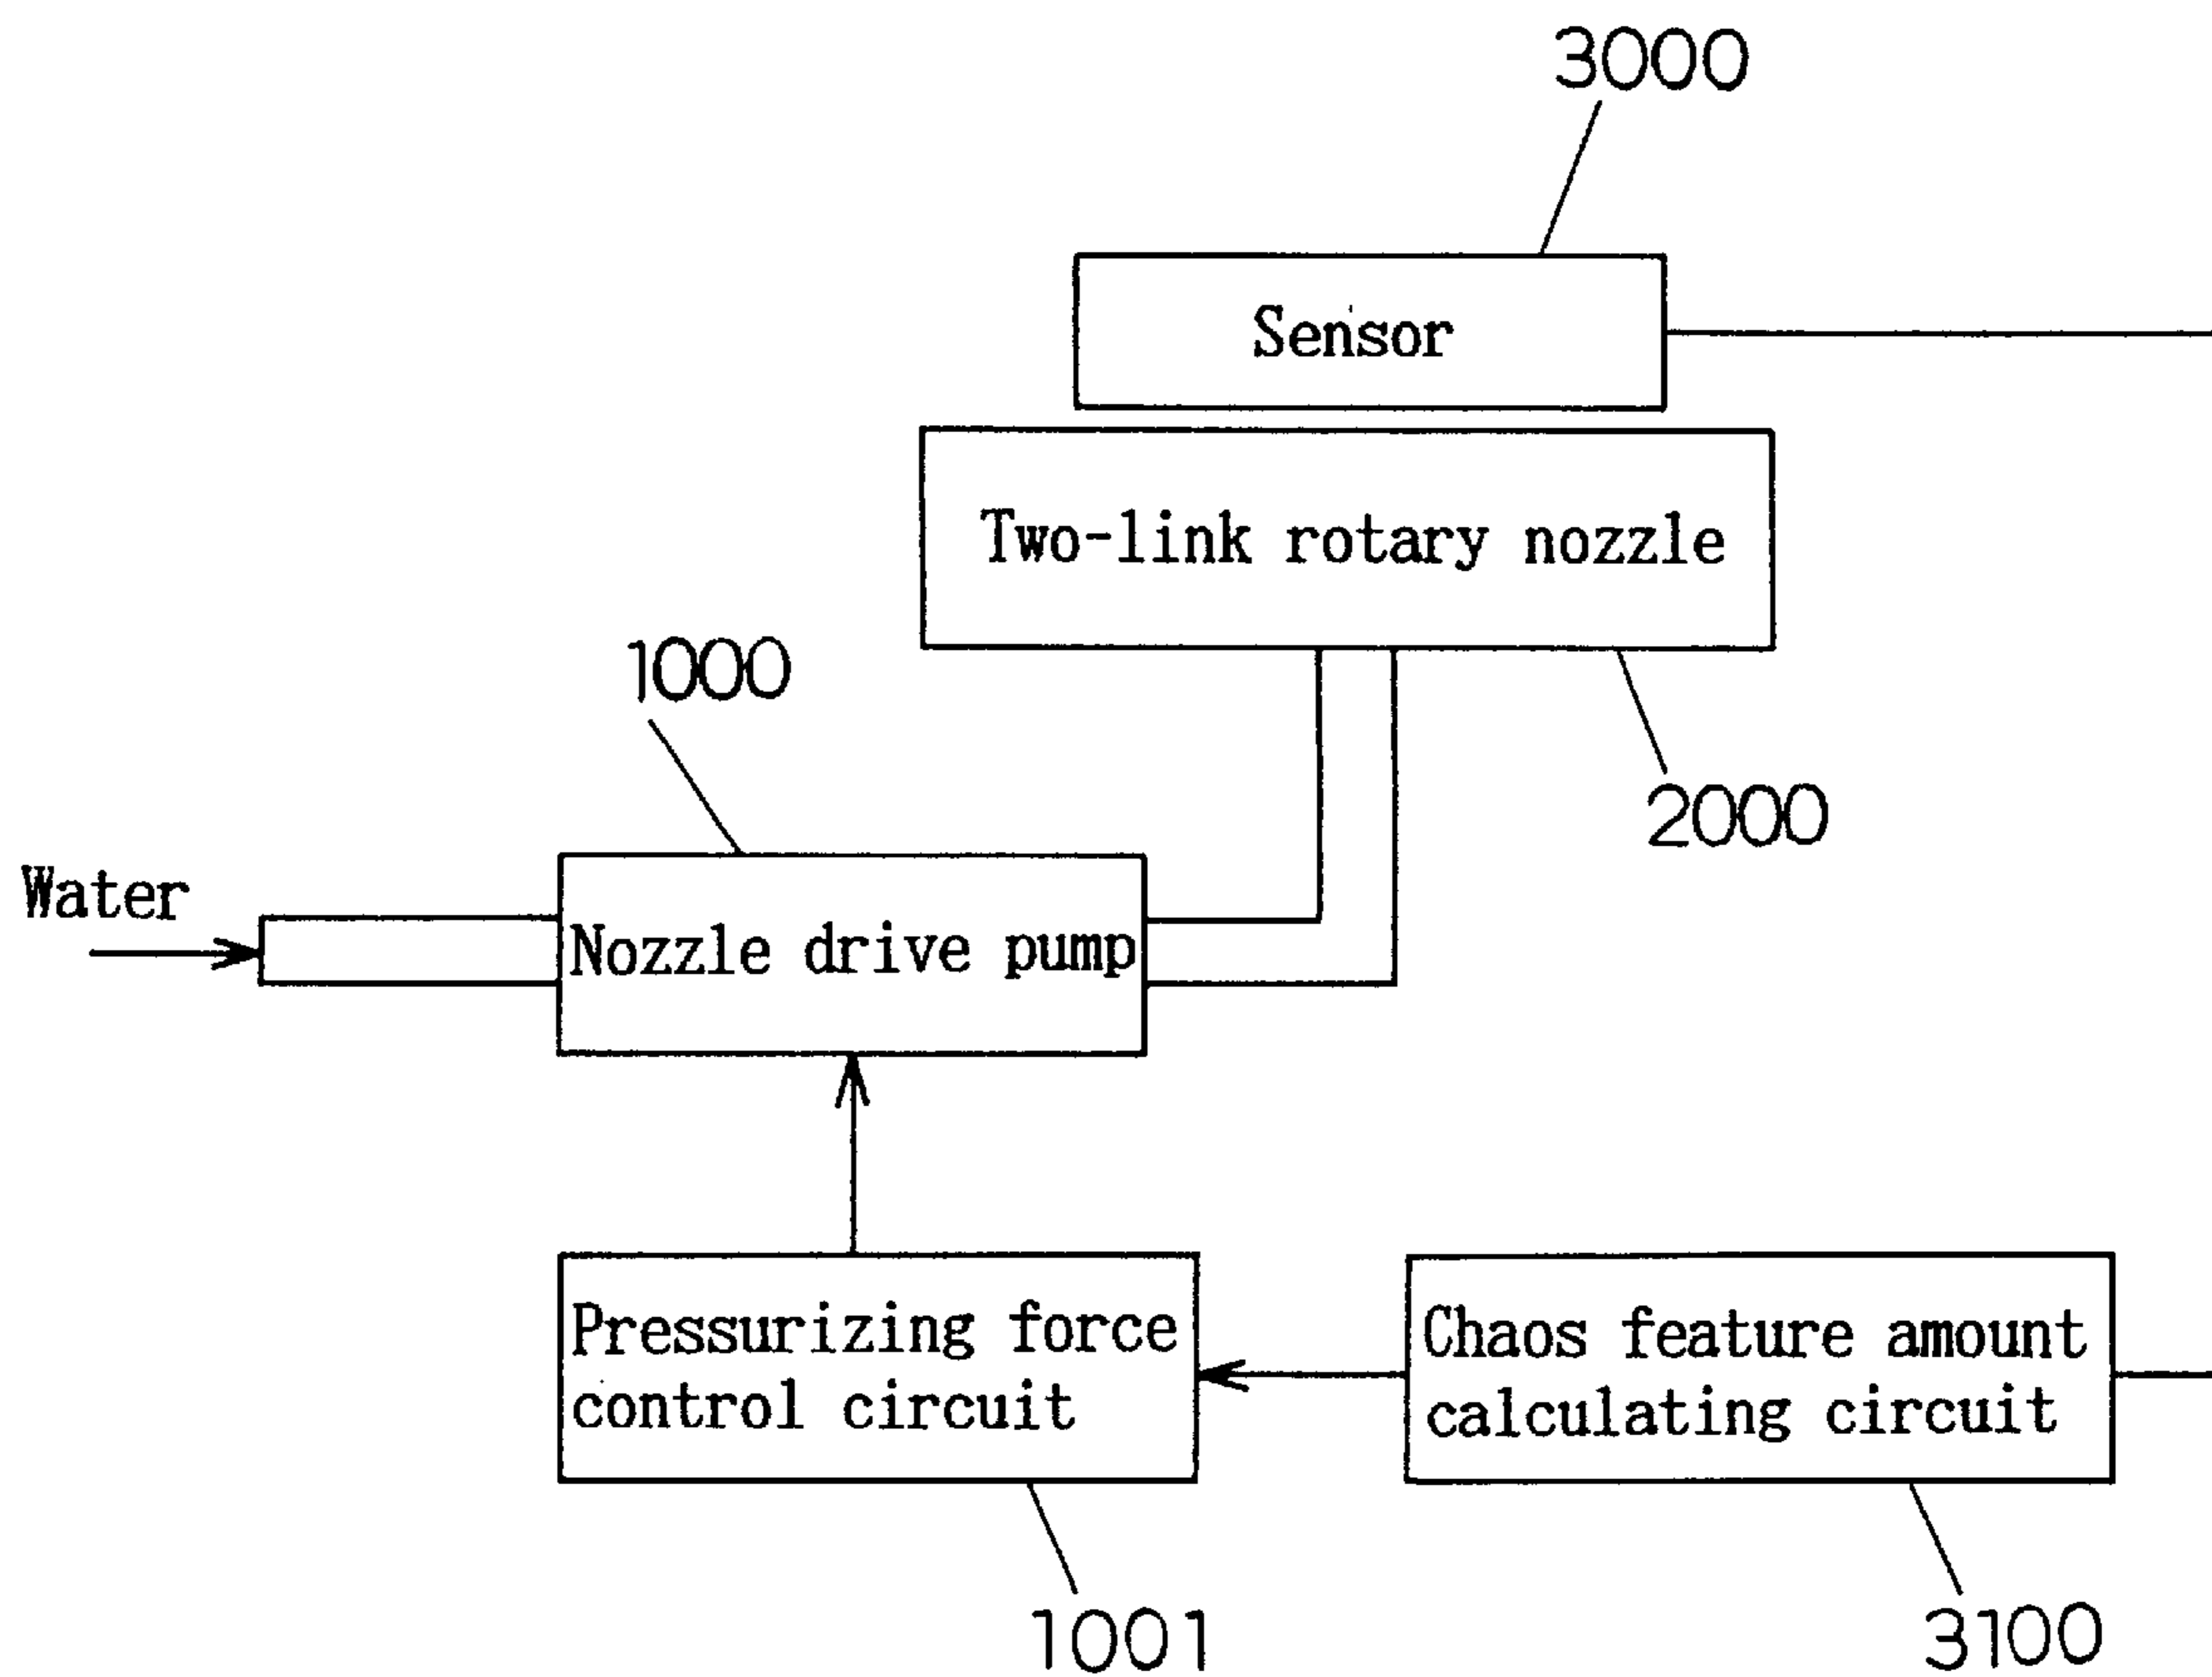 3000
Sensor
Two-link rotary nozzle
1000
2000
Water
Nozzle drive pump
Pressurizing force
control circuit
Chaos feature amount
calculating circuit
1001
3100